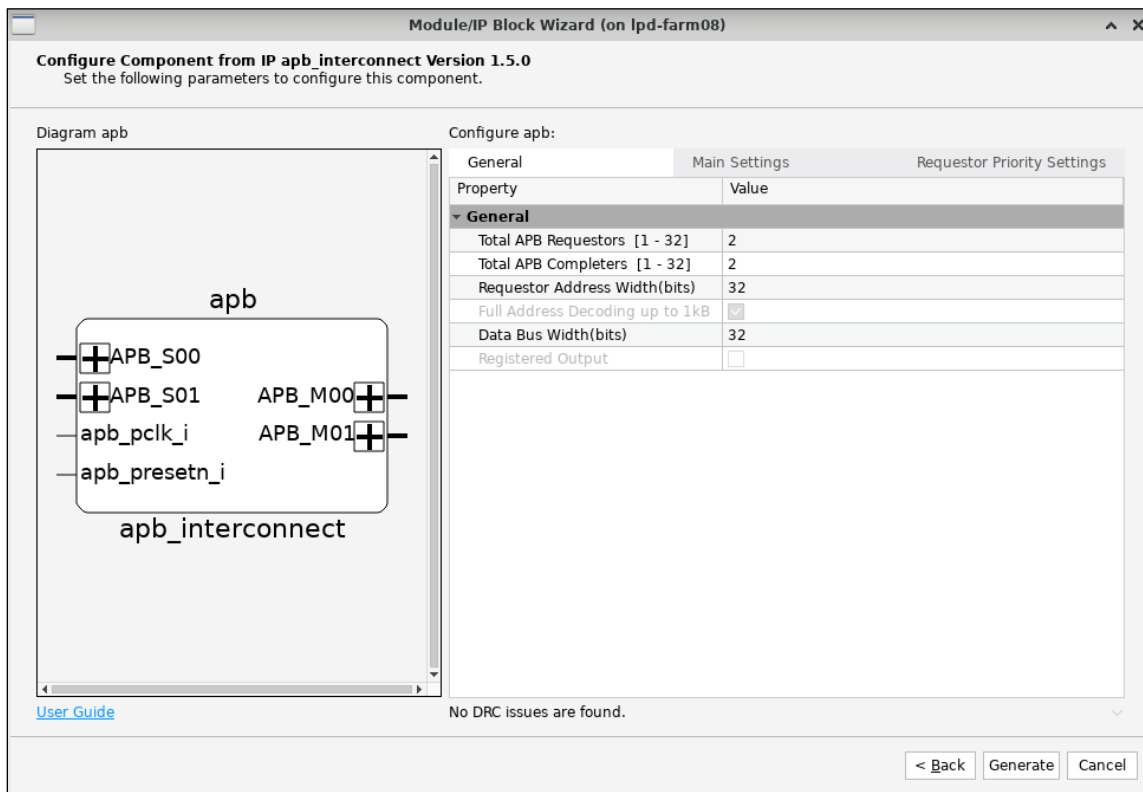 Module/IP Block Wizard (on lpd-farm08)
Configure Component from IP apb_interconnect Version 1.5.0
Set the following parameters to configure this component.
Diagram apb
Configure apb:
General Main Settings Requestor Priority Settings
Property Value
General
Total APB Requestors [1 - 32] 2
Total APB Completers [1 - 32] 2
Requestor Address Width(bits) 32
Full Address Decoding up to 1kB
Data Bus Width(bits) 32
Registered Output
apb
APB_S00
APB_S01 APB_M00
apb_pclk_i APB_M01
apb_presetn_i
apb_interconnect
User Guide
No DRC issues are found.
< Back Generate Cancel